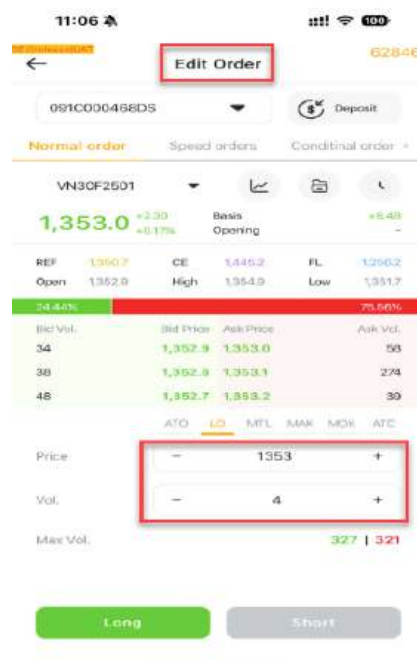 11:06
100
Edit Order
62846
091C000468DS
Deposit
Normal order Speed orders Conditinal order
VN30F2501
1,353.0 +2.30 +0.17% Basis +6.48
Opening -
REF 1,350.7 CE 1,445.2 FL 1,256.2
Open 1,352.0 High 1,354.9 Low 1,351.7
24.44% 75.56%
Bid Vol. Bid Price Ask Price Ask Vol.
34 1,352.9 1,353.0 58
38 1,352.8 1,353.1 274
48 1,352.7 1,353.2 39
ATO LO MTL MAK MOK ATC
Price - 1353 +
Vol. - 4 +
Max Vol. 327 | 321
Long Short